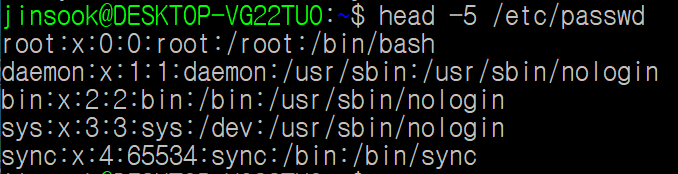 jinsook@DESKTOP-VG22TU0:~$ head -5 /etc/passwd
root:x:0:0:root:/root:/bin/bash
daemon:x:1:1:daemon:/usr/sbin:/usr/sbin/nologin
bin:x:2:2:bin:/bin:/usr/sbin/nologin
sys:x:3:3:sys:/dev:/usr/sbin/nologin
sync:x:4:65534:sync:/bin:/bin/sync